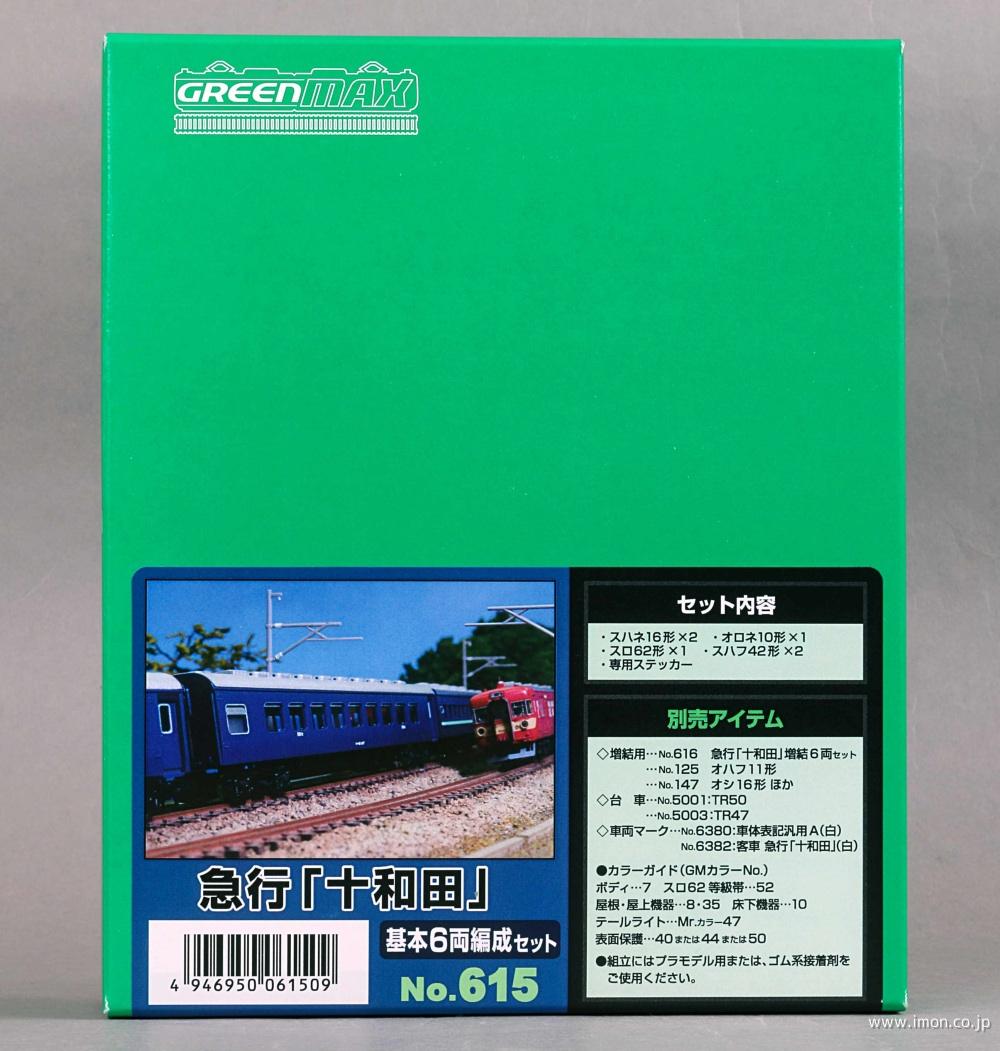 GREENMAX
急行「十和田」
基本6両編成セット
No.615
4 946950 061509
セット内容
・スハネ16形×2 ・オロネ10形×1
・スロ62形×1 ・スハフ42形×2
・専用ステッカー
別売アイテム
◇増結用…No.616 急行「十和田」増結6両セット
…No.125 オハフ11形
…No.147 オシ16形 ほか
◇台 車…No.5001:TR50
…No.5003:TR47
◇車両マーク…No.6380:車体表記汎用A(白)
No.6382:客車 急行「十和田」(白)
●カラーガイド(GMカラーNo.)
ボディ…7 スロ62等級帯…52
屋根・屋上機器…8・35 床下機器…10
テールライト…Mr.カラー47
表面保護…40または44または50
●組立にはプラモデル用または、ゴム系接着剤を
ご使用ください。
www.imon.co.jp